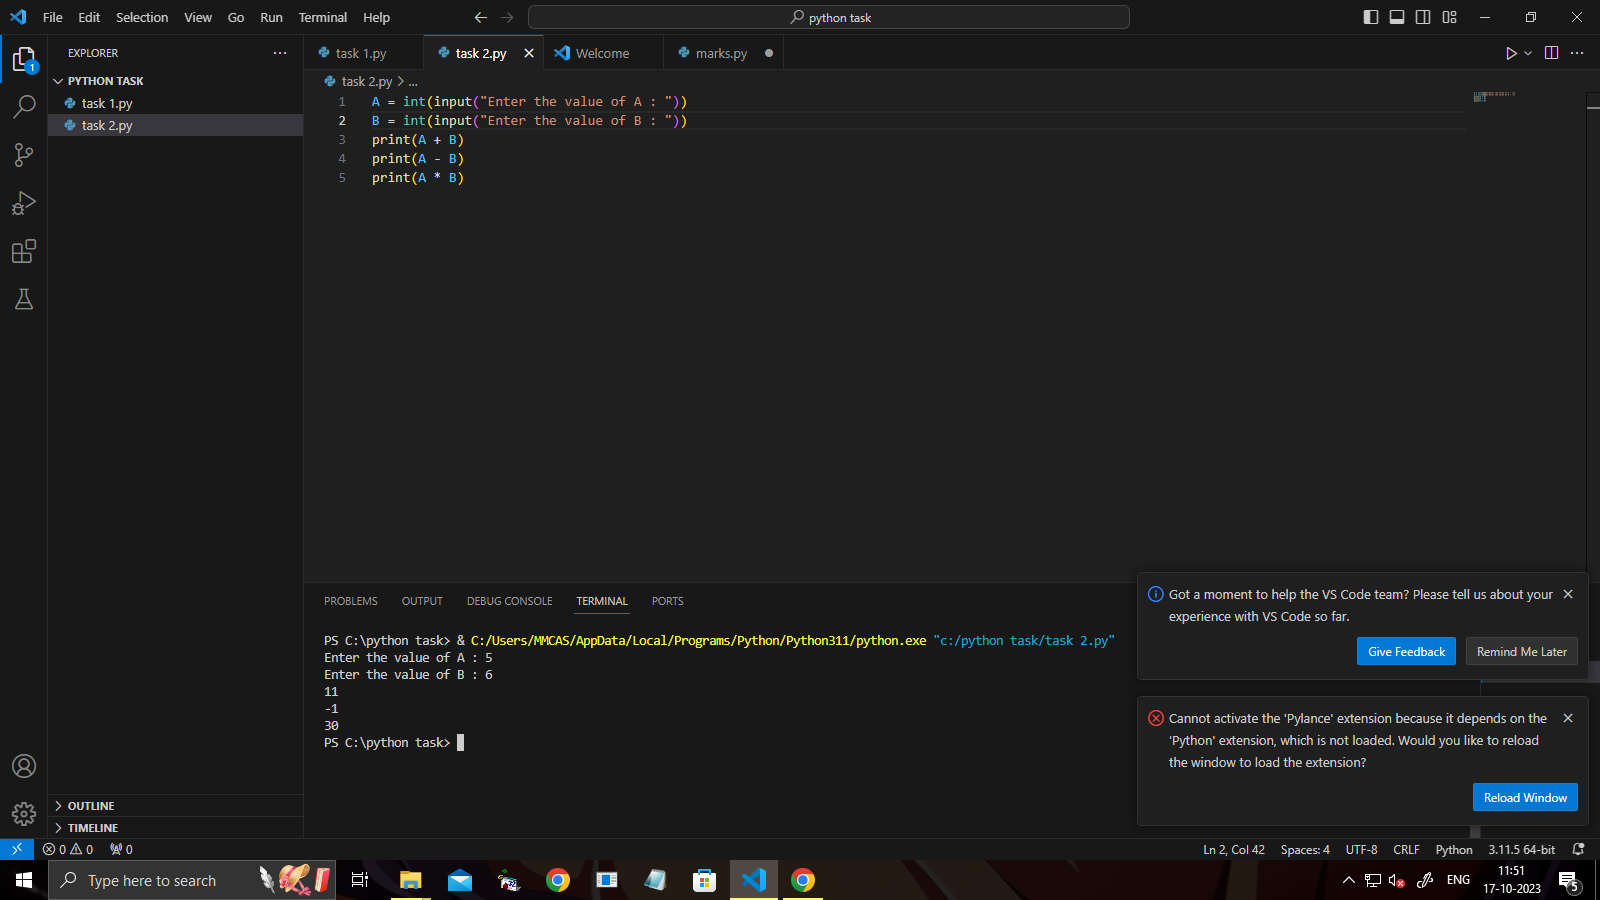 File Edit Selection View Go Run Terminal Help
python task
EXPLORER
PYTHON TASK
task 1.py
task 2.py
OUTLINE
TIMELINE
1
task 1.py
task 2.py
Welcome
marks.py
task 2.py > ...
1 A = int(input("Enter the value of A : "))
2 B = int(input("Enter the value of B : "))
3 print(A + B)
4 print(A - B)
5 print(A * B)
PROBLEMS OUTPUT DEBUG CONSOLE TERMINAL PORTS
PS C:\python task> & C:/Users/MMCAS/AppData/Local/Programs/Python/Python311/python.exe "c:/python task/task 2.py"
Enter the value of A : 5
Enter the value of B : 6
11
-1
30
PS C:\python task>
Got a moment to help the VS Code team? Please tell us about your
experience with VS Code so far.
Give Feedback Remind Me Later
Cannot activate the 'Pylance' extension because it depends on the
'Python' extension, which is not loaded. Would you like to reload
the window to load the extension?
Reload Window
0 0 0
Ln 2, Col 42 Spaces: 4 UTF-8 CRLF Python 3.11.5 64-bit
Type here to search
ENG
11:51
17-10-2023
5